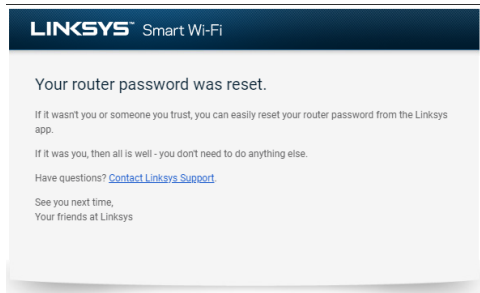 LINKSYS™ Smart Wi-Fi
Your router password was reset.
If it wasn't you or someone you trust, you can easily reset your router password from the Linksys
app.
If it was you, then all is well - you don't need to do anything else.
Have questions? Contact Linksys Support.
See you next time,
Your friends at Linksys